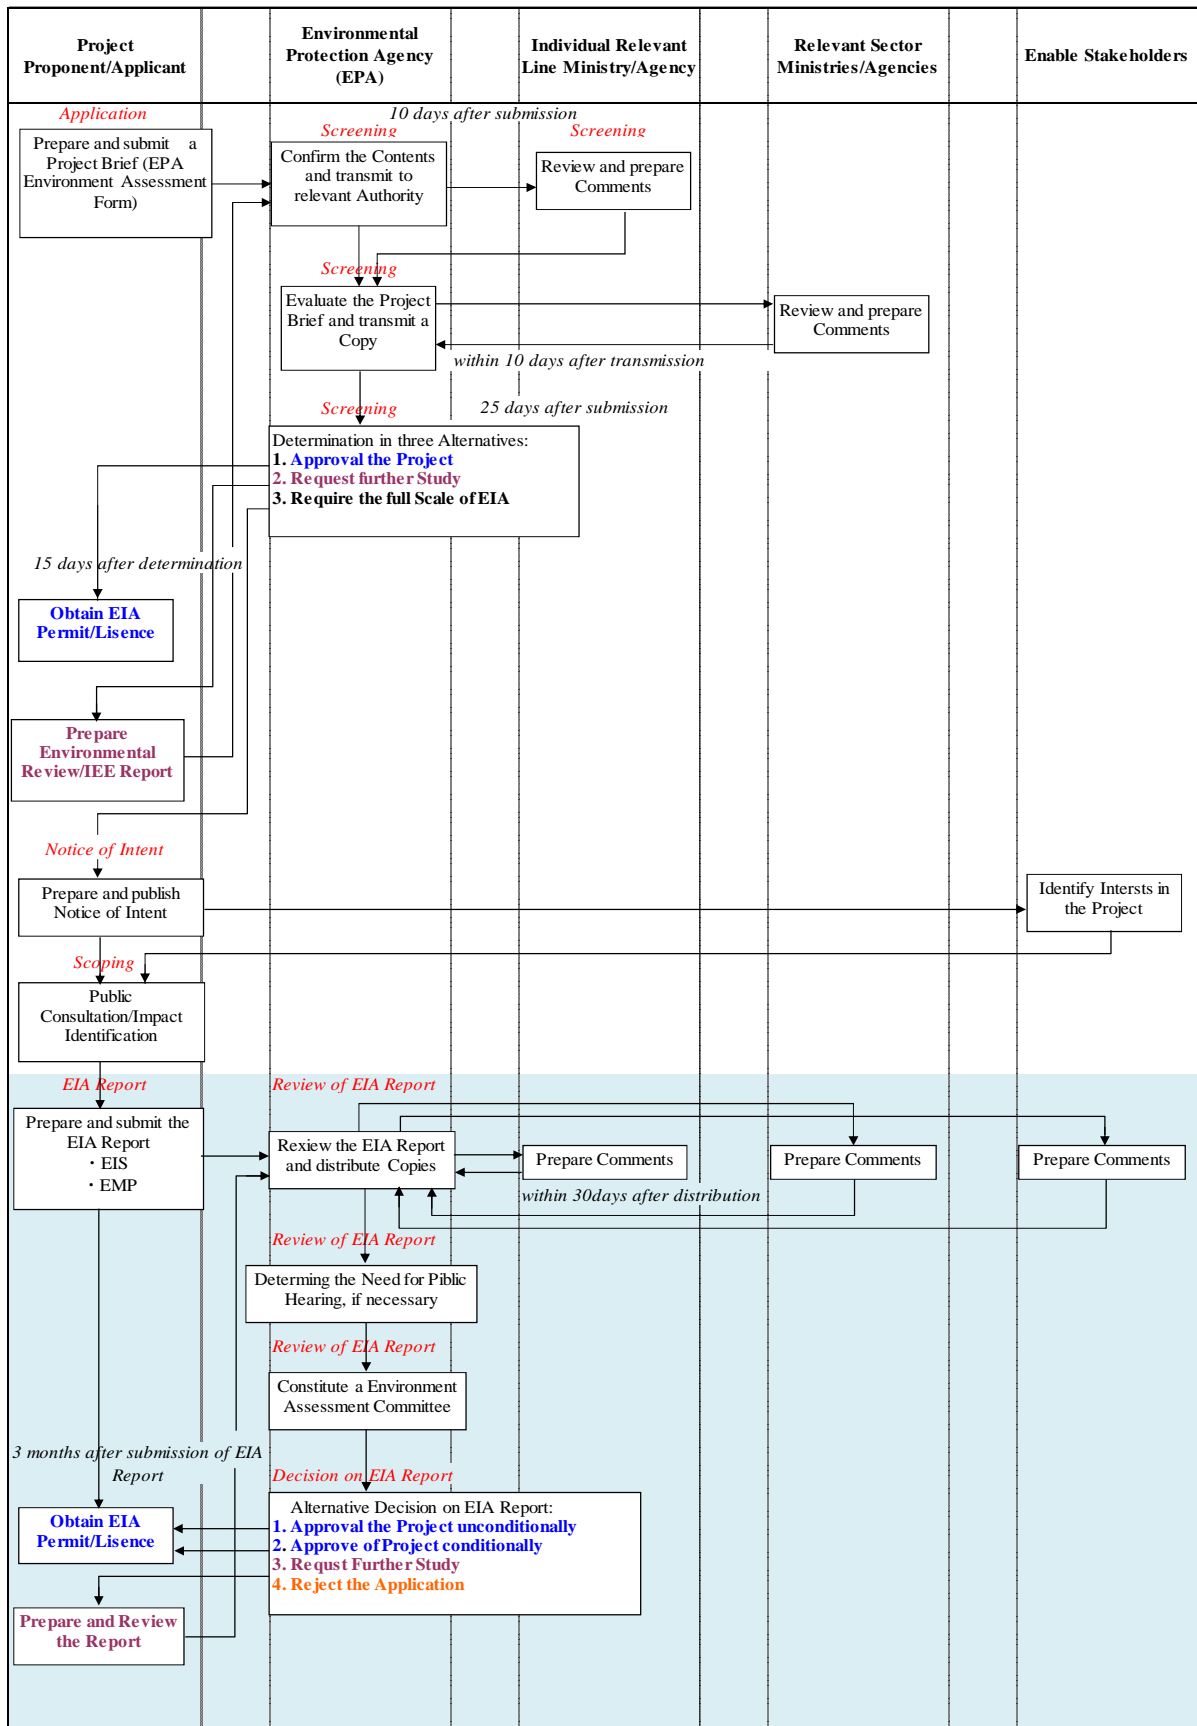 Project
Proponent/Applicant
Environmental
Protection Agency
(EPA)
Individual Relevant
Line Ministry/Agency
Relevant Sector
Ministries/Agencies
Enable Stakeholders
Application
10 days after submission
Screening
Screening
Prepare and submit a
Project Brief (EPA
Environment Assessment
Form)
Confirm the Contents
and transmit to
relevant Authority
Review and prepare
Comments
Screening
Evaluate the Project
Brief and transmit a
Copy
Review and prepare
Comments
within 10 days after transmission
Screening
25 days after submission
Determination in three Alternatives:
1. Approval the Project
2. Request further Study
3. Require the full Scale of EIA
15 days after determination
Obtain EIA
Permit/Lisence
Prepare
Environmental
Review/IEE Report
Notice of Intent
Prepare and publish
Notice of Intent
Identify Intersts in
the Project
Scoping
Public
Consultation/Impact
Identification
EIA Report
Review of EIA Report
Prepare and submit the
EIA Report
・EIS
・EMP
Rexiew the EIA Report
and distribute Copies
Prepare Comments
Prepare Comments
Prepare Comments
within 30days after distribution
Review of EIA Report
Determing the Need for Piblic
Hearing, if necessary
Review of EIA Report
Constitute a Environment
Assessment Committee
3 months after submission of EIA
Report
Decision on EIA Report
Alternative Decision on EIA Report:
1. Approval the Project unconditionally
2. Approve of Project conditionally
3. Requst Further Study
4. Reject the Application
Obtain EIA
Permit/Lisence
Prepare and Review
the Report